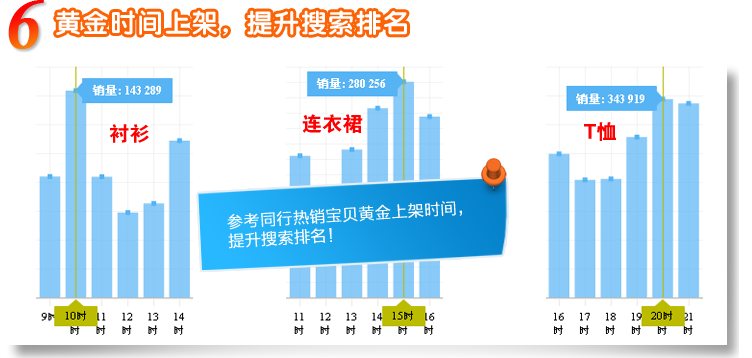 6 黄金时间上架，提升搜索排名
销量: 143 289
衬衫
9时 10时 11时 12时 13时 14时
销量: 280 256
连衣裙
11时 12时 13时 14时 15时 16时
销量: 343 919
T恤
16时 17时 18时 19时 20时 21时
参考同行热销宝贝黄金上架时间，
提升搜索排名！